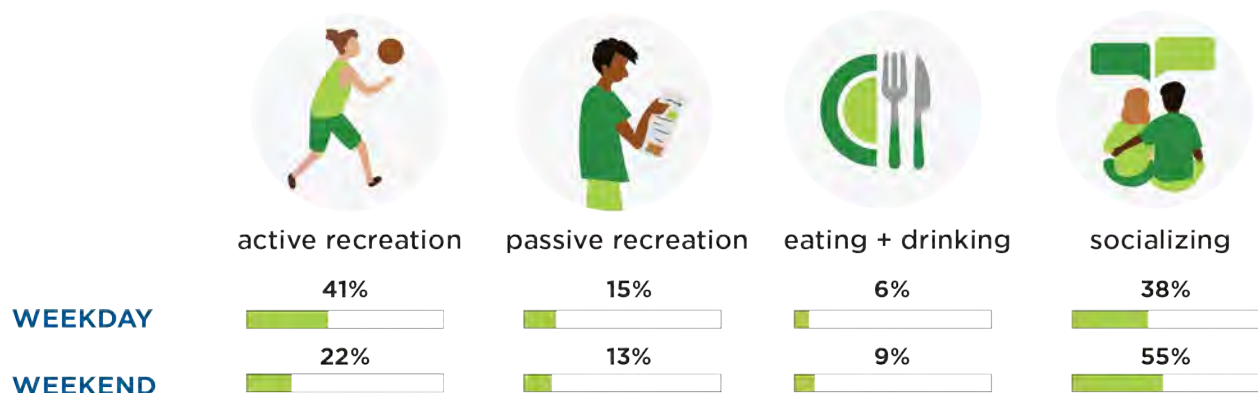 active recreation passive recreation eating + drinking socializing
41% 15% 6% 38%
WEEKDAY
22% 13% 9% 55%
WEEKEND